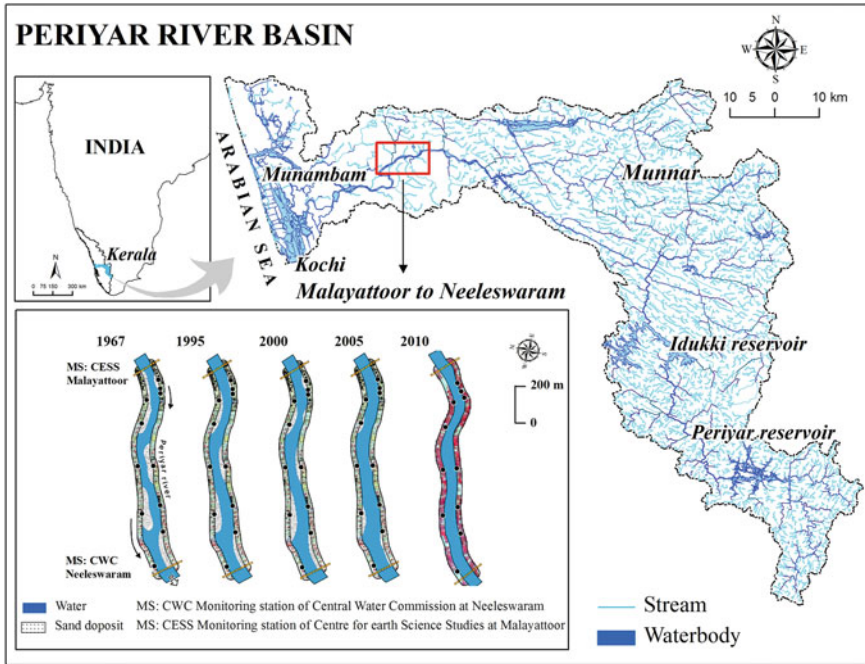 PERIYAR RIVER BASIN
N
W E
S
10 0 10 km
INDIA
Kerala
N
0 75 150 300 km
ARABIAN SEA
Munambam
Munnar
Kochi
Malayattoor to Neeleswaram
Idukki reservoir
Periyar reservoir
1967 1995 2000 2005 2010
MS: CESS
Malayattoor
200 m
0
Periyar river
MS: CWC
Neeleswaram
Water MS: CWC Monitoring station of Central Water Commission at Neeleswaram
Sand doposit MS: CESS Monitoring station of Centre for earth Science Studies at Malayattoor
Stream
Waterbody